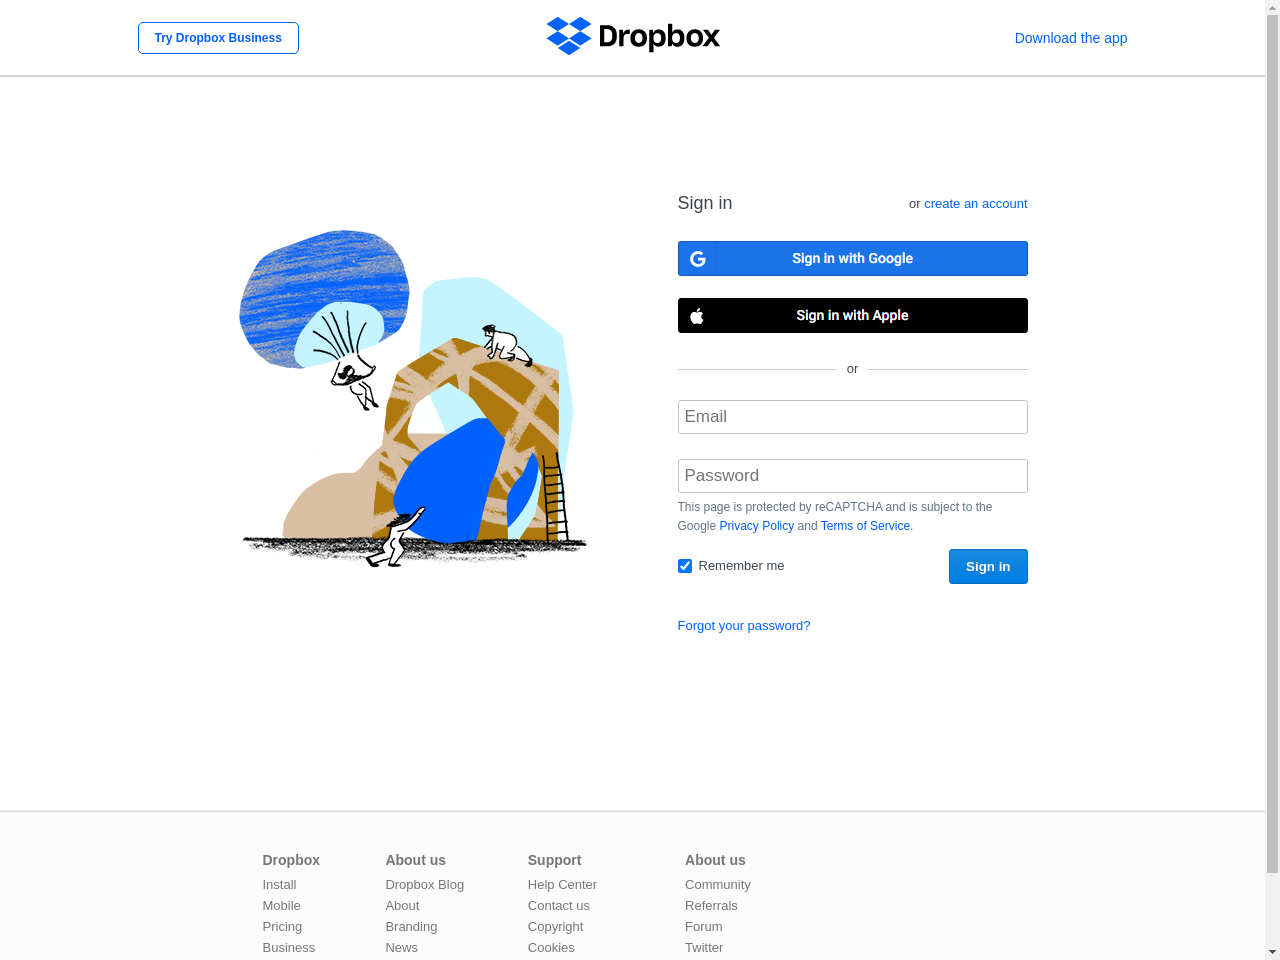 Try Dropbox Business
Dropbox
Download the app
Sign in
or create an account
Sign in with Google
Sign in with Apple
or
Email
Password
This page is protected by reCAPTCHA and is subject to the
Google Privacy Policy and Terms of Service.
Remember me
Sign in
Forgot your password?
Dropbox
Install
Mobile
Pricing
Business
About us
Dropbox Blog
About
Branding
News
Support
Help Center
Contact us
Copyright
Cookies
About us
Community
Referrals
Forum
Twitter